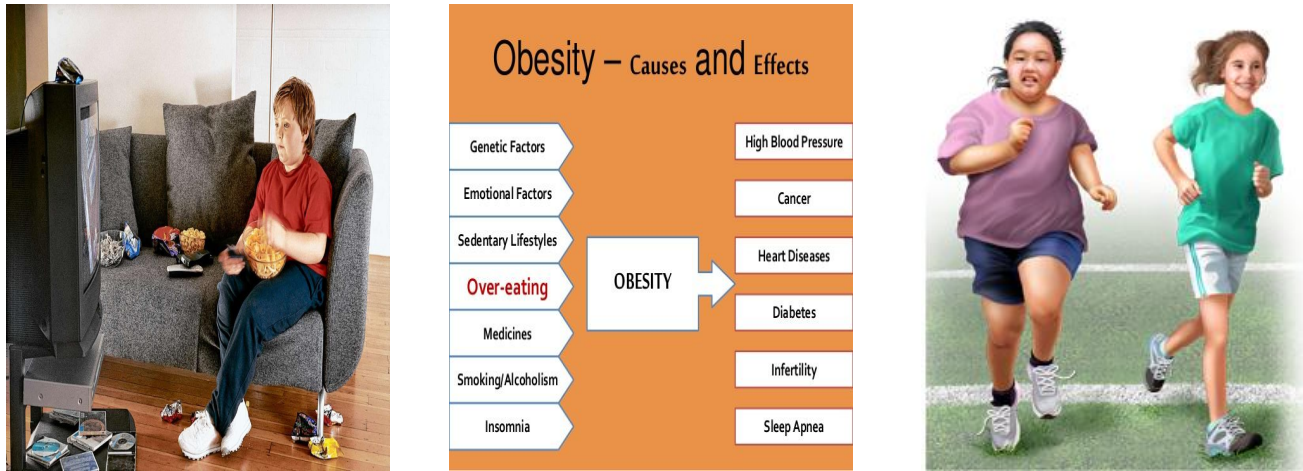 Obesity – Causes and Effects
Genetic Factors
Emotional Factors
Sedentary Lifestyles
Over-eating
Medicines
Smoking/Alcoholism
Insomnia
OBESITY
High Blood Pressure
Cancer
Heart Diseases
Diabetes
Infertility
Sleep Apnea